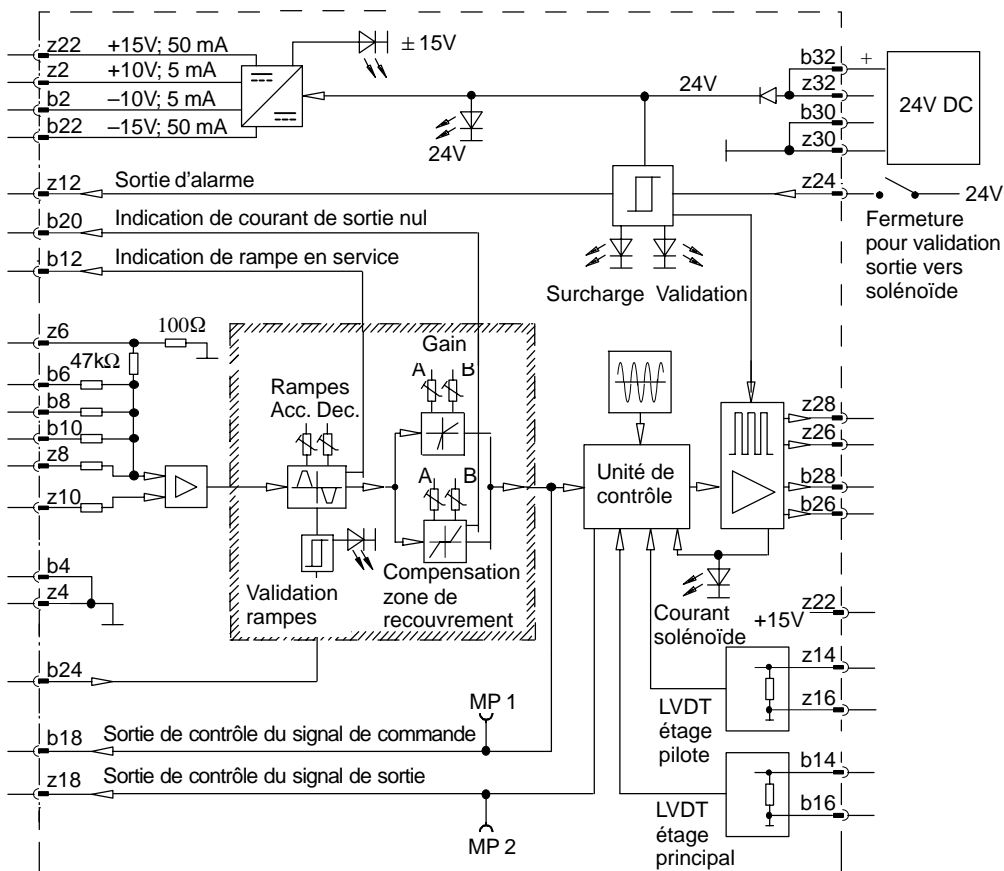 z22 +15V; 50 mA
z2 +10V; 5 mA
b2 –10V; 5 mA
b22 –15V; 50 mA
± 15V
24V
24V
b32 +
z32
b30
z30
24V DC
z12 Sortie d'alarme
z24
24V
b20 Indication de courant de sortie nul
b12 Indication de rampe en service
Fermeture
pour validation
sortie vers
solénoïde
Surcharge Validation
z6 100Ω
47kΩ
b6
b8
b10
z8
z10
b4
z4
b24
Gain
A B
Rampes
Acc. Dec.
A B
Validation
rampes
Compensation
zone de
recouvrement
Unité de
contrôle
z28
z26
b28
b26
Courant
solénoïde
z22
+15V
z14
z16
LVDT
étage
pilote
b14
b16
LVDT
étage
principal
MP 1
b18 Sortie de contrôle du signal de commande
z18 Sortie de contrôle du signal de sortie
MP 2